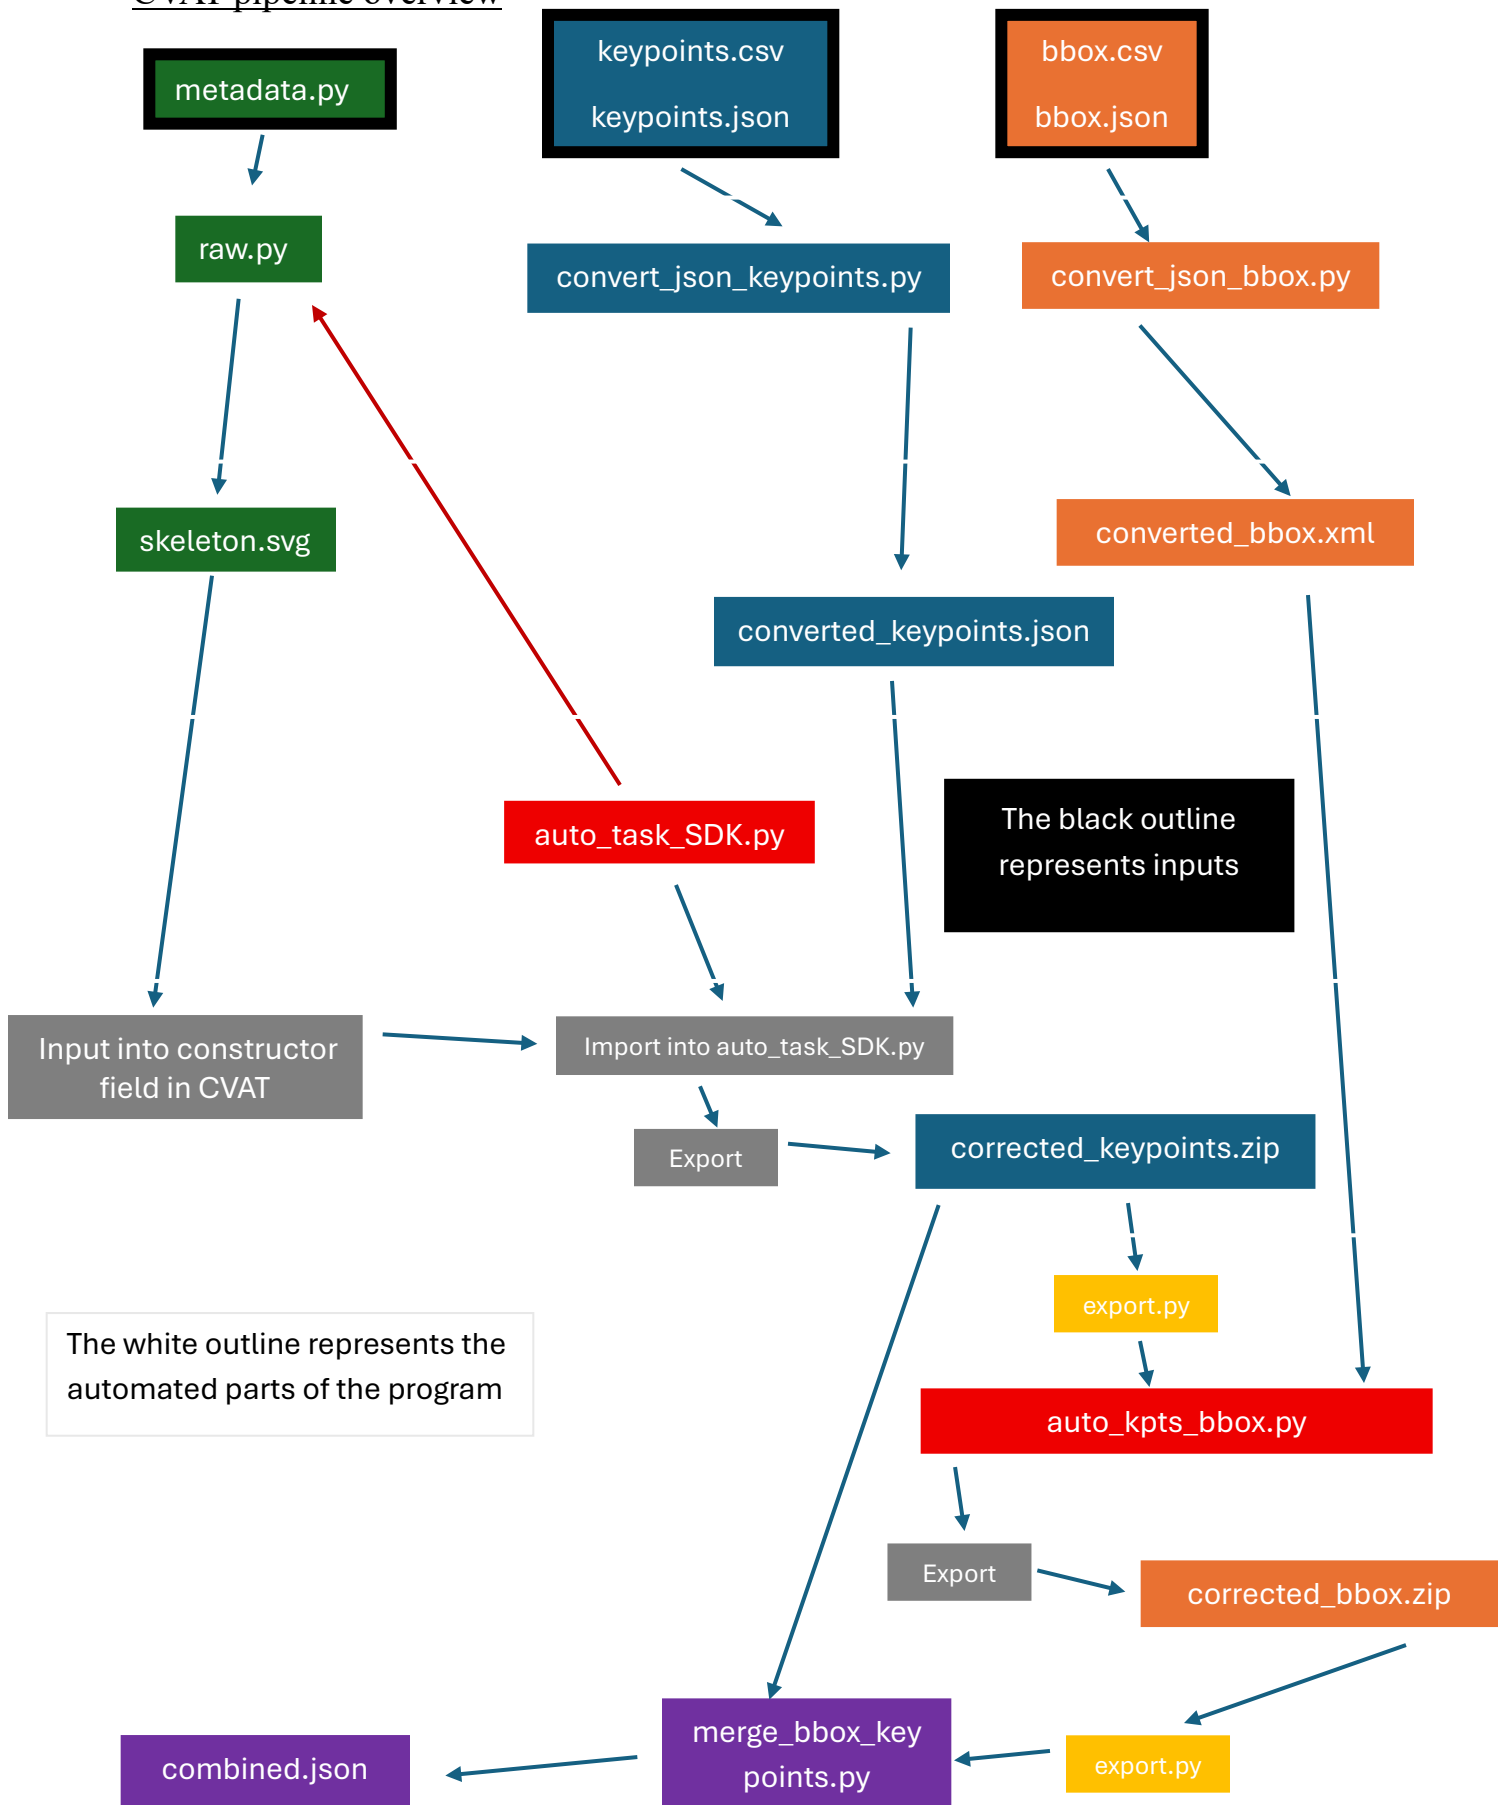 CVAT pipeline overview
keypoints.csv
keypoints.json
bbox.csv
bbox.json
metadata.py
raw.py
convert_json_keypoints.py
convert_json_bbox.py
skeleton.svg
converted_bbox.xml
converted_keypoints.json
auto_task_SDK.py
The black outline
represents inputs
Input into constructor
field in CVAT
Import into auto_task_SDK.py
Export
corrected_keypoints.zip
export.py
The white outline represents the
automated parts of the program
auto_kpts_bbox.py
Export
corrected_bbox.zip
merge_bbox_key
points.py
export.py
combined.json